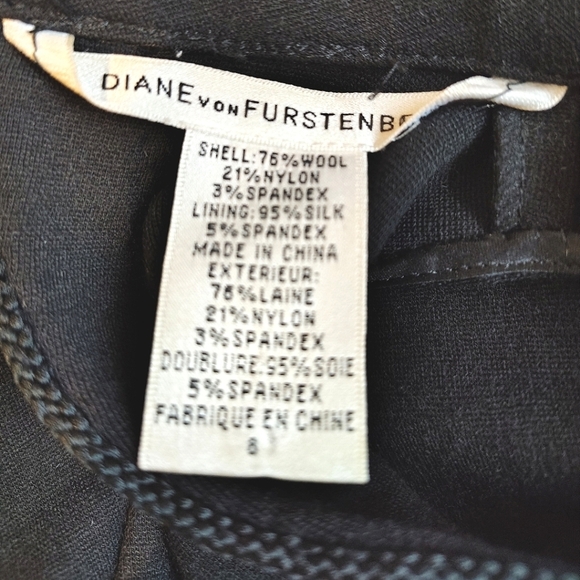 DIANE VON FURSTENB
SHELL:76%WOOL
21%NYLON
3%SPANDEX
LINING:95%SILK
5%SPANDEX
MADE IN CHINA
EXTERIEUR:
76%LAINE
21%NYLON
3%SPANDEX
DOUBLURE:95%SOIE
5%SPANDEX
FABRIQUE EN CHINE
8